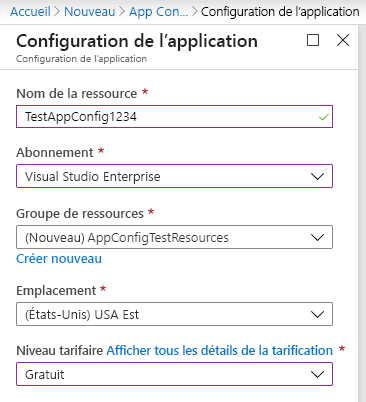 Accueil > Nouveau > App Con... > Configuration de l'application
Configuration de l'application
Configuration de l'application
Nom de la ressource *
TestAppConfig1234
Abonnement *
Visual Studio Enterprise
Groupe de ressources *
(Nouveau) AppConfigTestResources
Créer nouveau
Emplacement *
(États-Unis) USA Est
Niveau tarifaire Afficher tous les détails de la tarification *
Gratuit